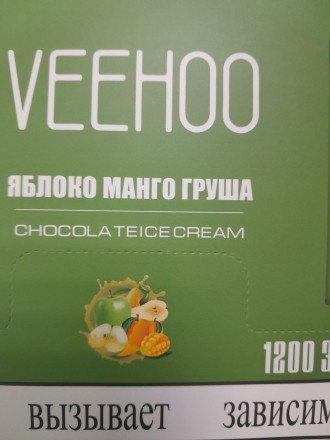 VEEHOO
ЯБЛОКО МАНГО ГРУША
CHOCOLATEICE CREAM
1200
вызывает